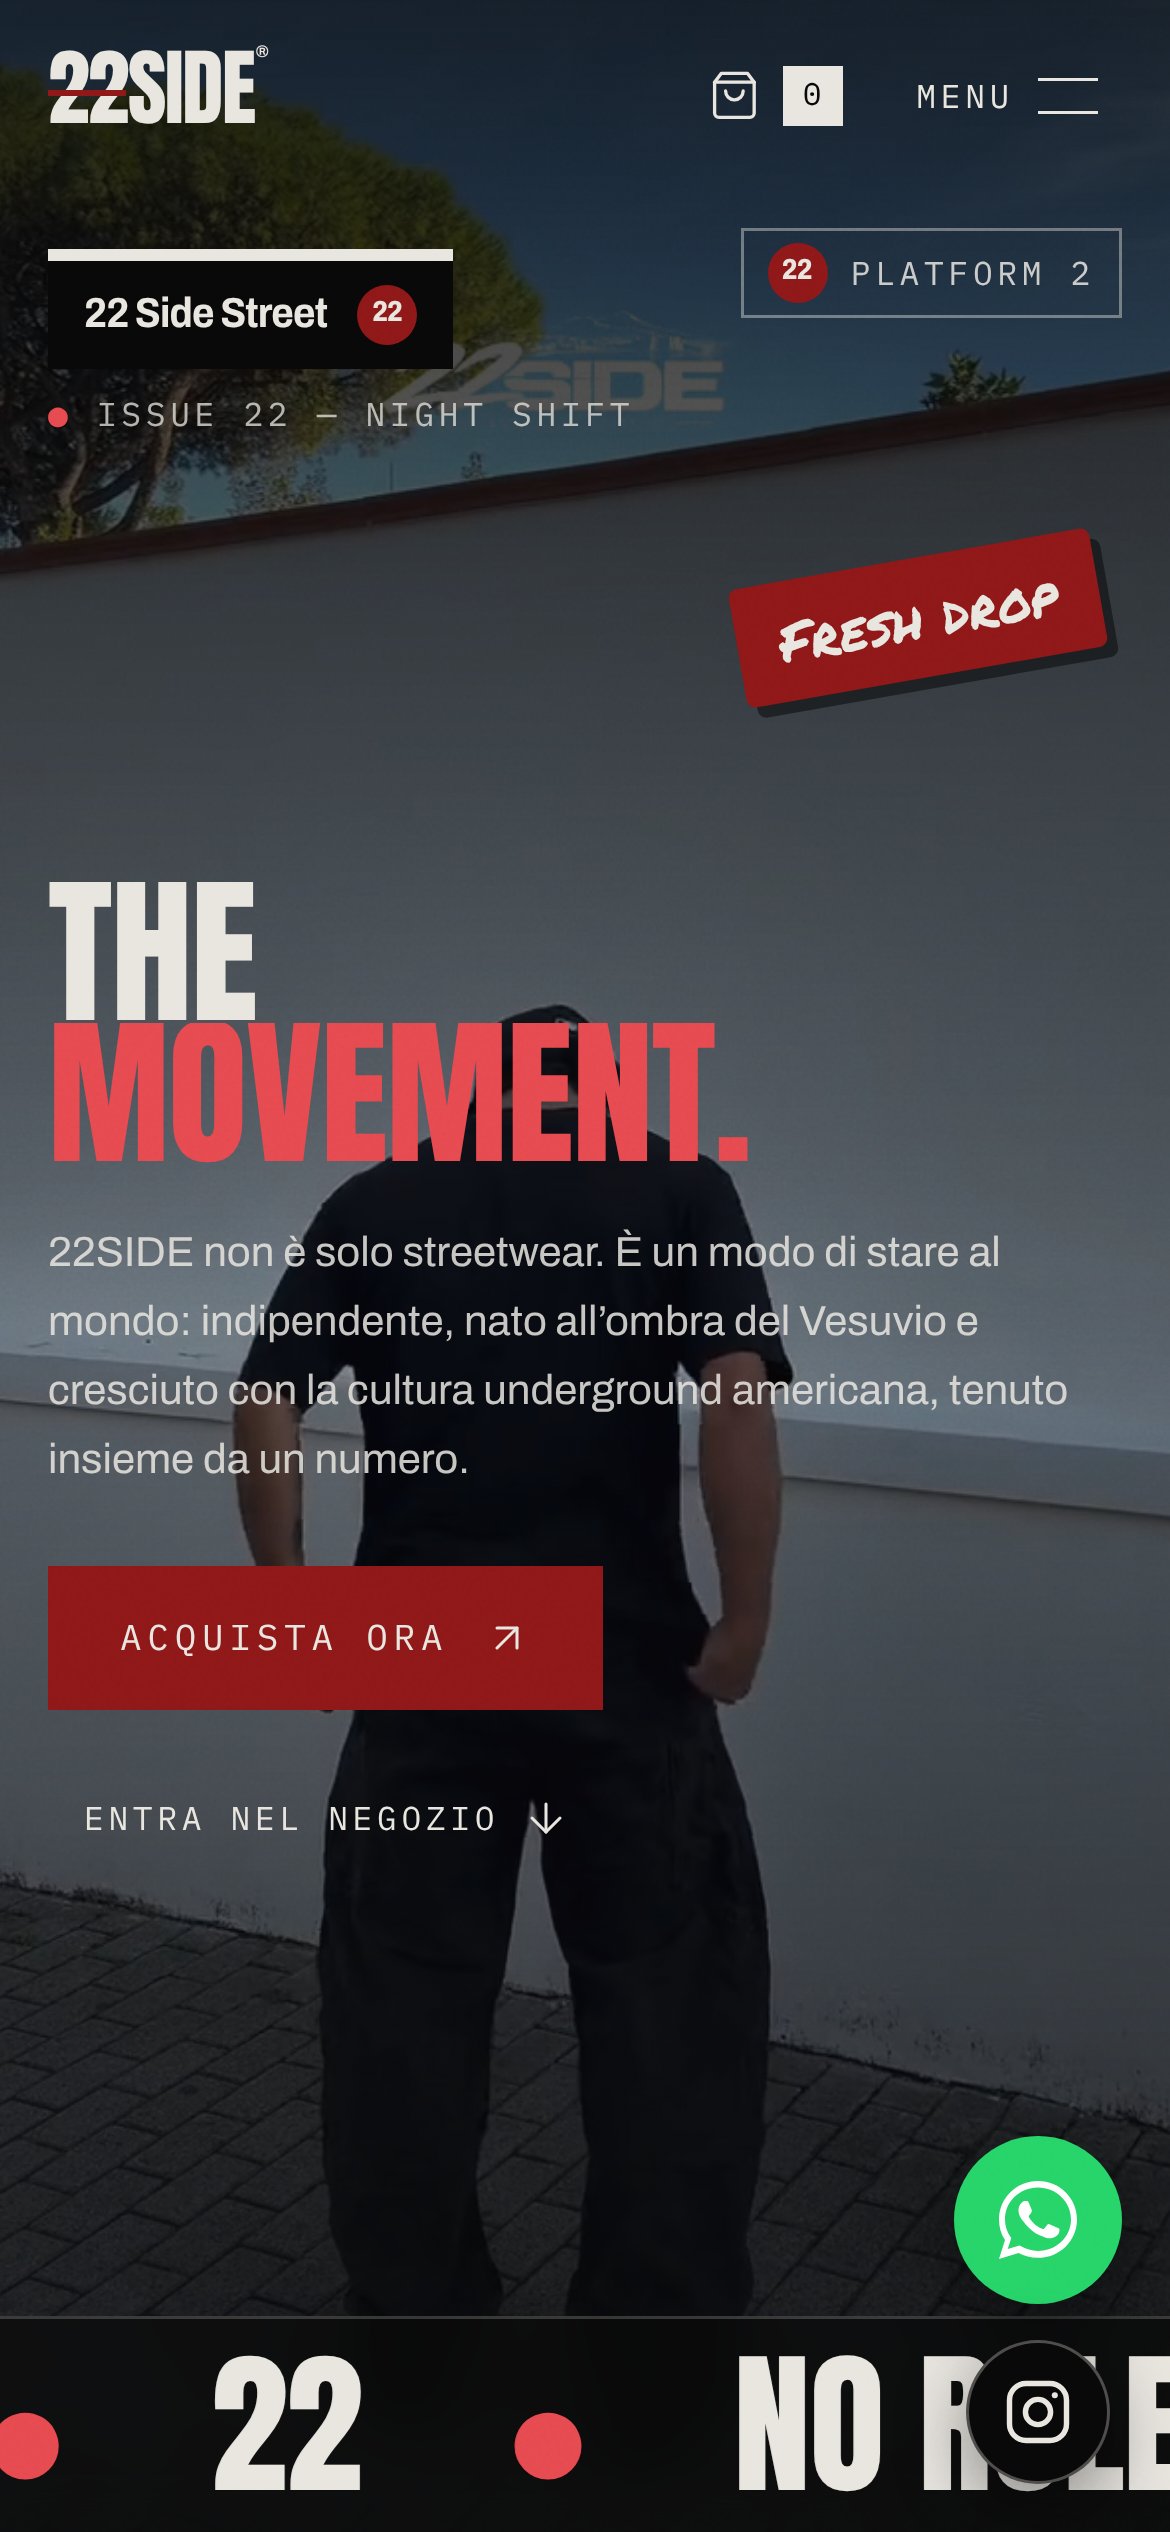 22SIDE®
0
MENU
22 Side Street 22
22 PLATFORM 2
22SIDE
ISSUE 22 — NIGHT SHIFT
FRESH DROP
THE
MOVEMENT.
22SIDE non è solo streetwear. È un modo di stare al
mondo: indipendente, nato all’ombra del Vesuvio e
cresciuto con la cultura underground americana, tenuto
insieme da un numero.
ACQUISTA ORA
ENTRA NEL NEGOZIO
22
NO